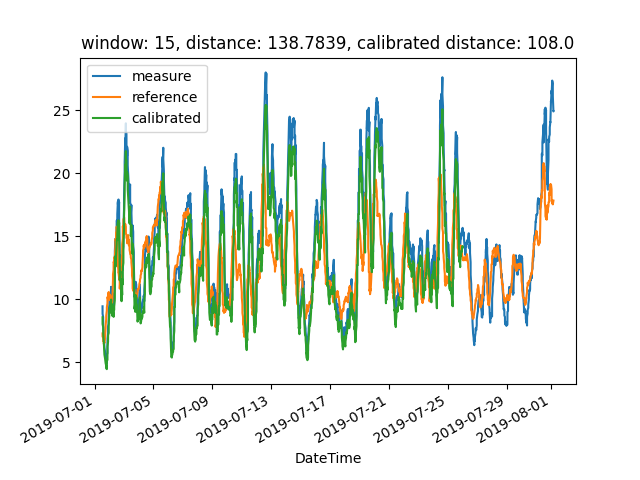 window: 15, distance: 138.7839, calibrated distance: 108.0
measure
reference
calibrated
25
20
15
10
5
2019-07-01
2019-07-05
2019-07-09
2019-07-13
2019-07-17
2019-07-21
2019-07-25
2019-07-29
2019-08-01
DateTime